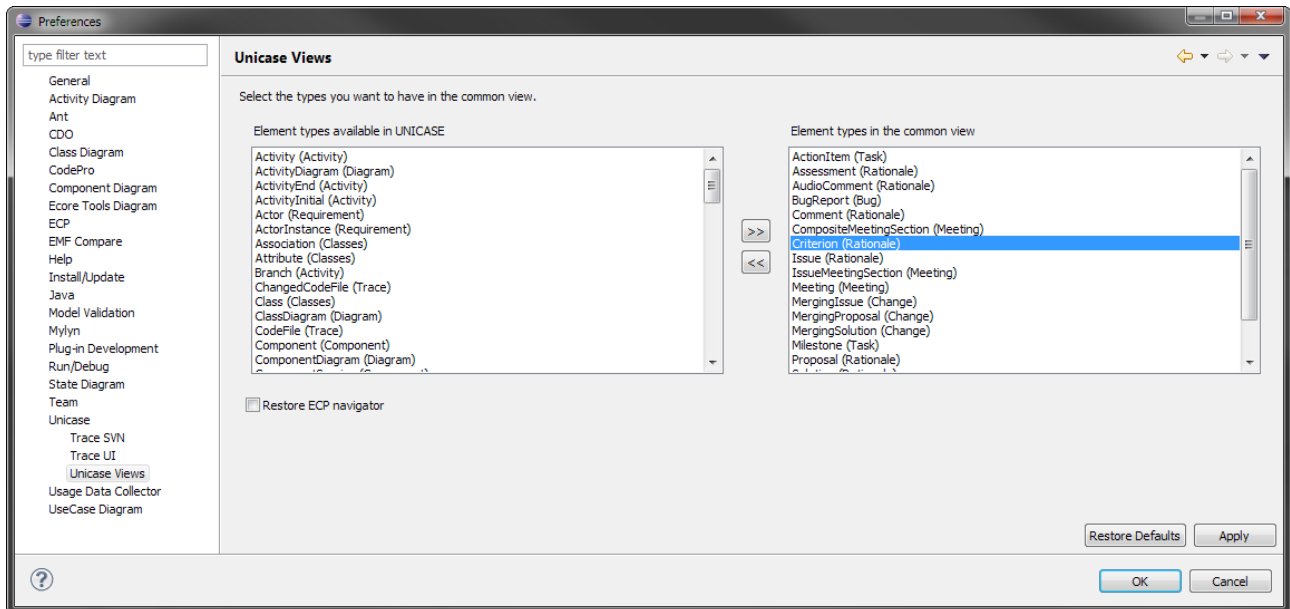 Preferences
type filter text
General
Activity Diagram
Ant
CDO
Class Diagram
CodePro
Component Diagram
Ecore Tools Diagram
ECP
EMF Compare
Help
Install/Update
Java
Model Validation
Mylyn
Plug-in Development
Run/Debug
State Diagram
Team
Unicase
Trace SVN
Trace UI
Unicase Views
Usage Data Collector
UseCase Diagram
Unicase Views
Select the types you want to have in the common view.
Element types available in UNICASE
Activity (Activity)
ActivityDiagram (Diagram)
ActivityEnd (Activity)
ActivityInitial (Activity)
Actor (Requirement)
ActorInstance (Requirement)
Association (Classes)
Attribute (Classes)
Branch (Activity)
ChangedCodeFile (Trace)
Class (Classes)
ClassDiagram (Diagram)
CodeFile (Trace)
Component (Component)
ComponentDiagram (Diagram)
>>
<<
Element types in the common view
ActionItem (Task)
Assessment (Rationale)
AudioComment (Rationale)
BugReport (Bug)
Comment (Rationale)
CompositeMeetingSection (Meeting)
Criterion (Rationale)
Issue (Rationale)
IssueMeetingSection (Meeting)
Meeting (Meeting)
MergingIssue (Change)
MergingProposal (Change)
MergingSolution (Change)
Milestone (Task)
Proposal (Rationale)
Restore ECP navigator
Restore Defaults
Apply
?
OK
Cancel